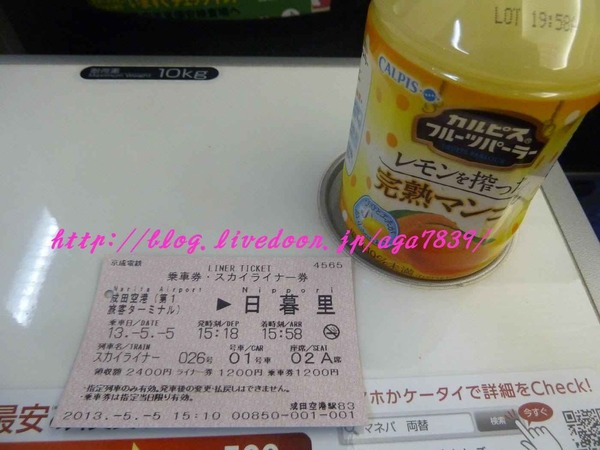 耐荷重
10kg
LOT 19:58
CALPIS
カルピス
フルーツパーラー
レモンを搾った
完熟マンゴ
http://blog.livedoor.jp/aga7839/
京成電鉄 LINER TICKET 4565
乗車券・スカイライナー券
Narita Airport Nippori
成田空港(第1 ▶ 日暮里
旅客ターミナル)
乗車日/DATE 発時刻/DEP 着時刻/ARR
13.-5.-5 15:18 15:58
列車名/TRAIN 号車/CAR 座席/SEAT
スカイライナー 026号 01号車 02A席
領収額 2400円 ライナー券 1200円 乗車券1200円
・指定列車のみ有効。発車後の変更・払戻しはできません。
・乗車券は指定当日限り有効。
成田空港駅83
2013.-5.-5 15:10 00850-001-001
最安
ホかケータイで詳細をCheck!
マネパ 両替 検索
今すぐ